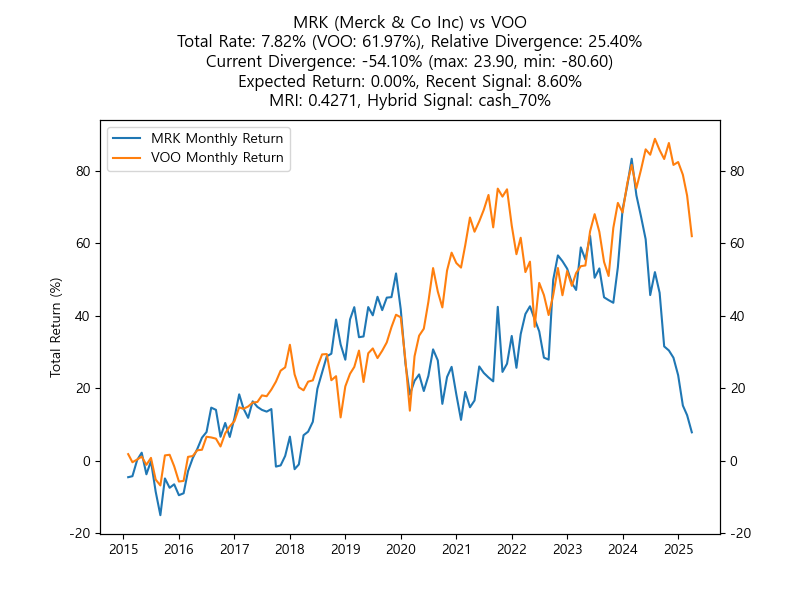 MRK (Merck & Co Inc) vs VOO
Total Rate: 7.82% (VOO: 61.97%), Relative Divergence: 25.40%
Current Divergence: -54.10% (max: 23.90, min: -80.60)
Expected Return: 0.00%, Recent Signal: 8.60%
MRI: 0.4271, Hybrid Signal: cash_70%
MRK Monthly Return
VOO Monthly Return
Total Return (%)
80
60
40
20
0
-20
80
60
40
20
0
-20
2015 2016 2017 2018 2019 2020 2021 2022 2023 2024 2025